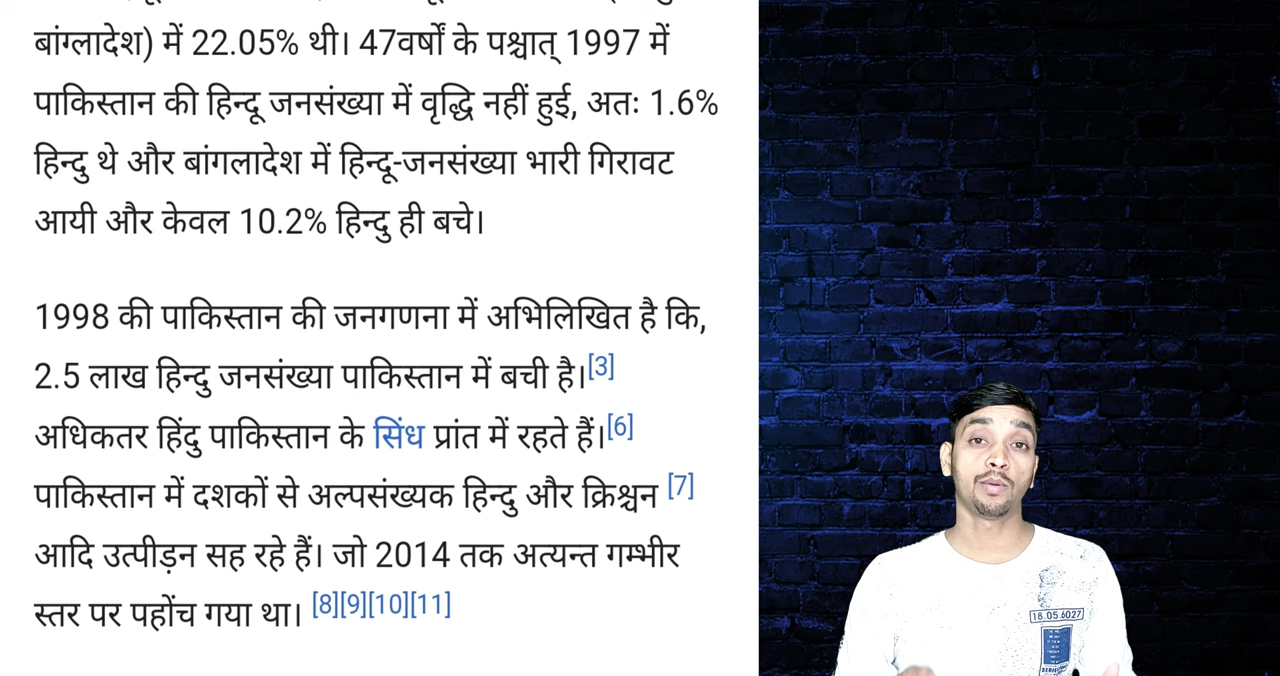 बांग्लादेश) में 22.05% थी। 47वर्षों के पश्चात् 1997 में
पाकिस्तान की हिन्दू जनसंख्या में वृद्धि नहीं हुई, अतः 1.6%
हिन्दु थे और बांगलादेश में हिन्दू-जनसंख्या भारी गिरावट
आयी और केवल 10.2% हिन्दु ही बचे।
1998 की पाकिस्तान की जनगणना में अभिलिखित है कि,
2.5 लाख हिन्दु जनसंख्या पाकिस्तान में बची है।[3]
अधिकतर हिंदु पाकिस्तान के सिंध प्रांत में रहते हैं।[6]
पाकिस्तान में दशकों से अल्पसंख्यक हिन्दु और क्रिश्चन [7]
आदि उत्पीड़न सह रहे हैं। जो 2014 तक अत्यन्त गम्भीर
स्तर पर पहोंच गया था। [8][9][10][11]
18.05.6027